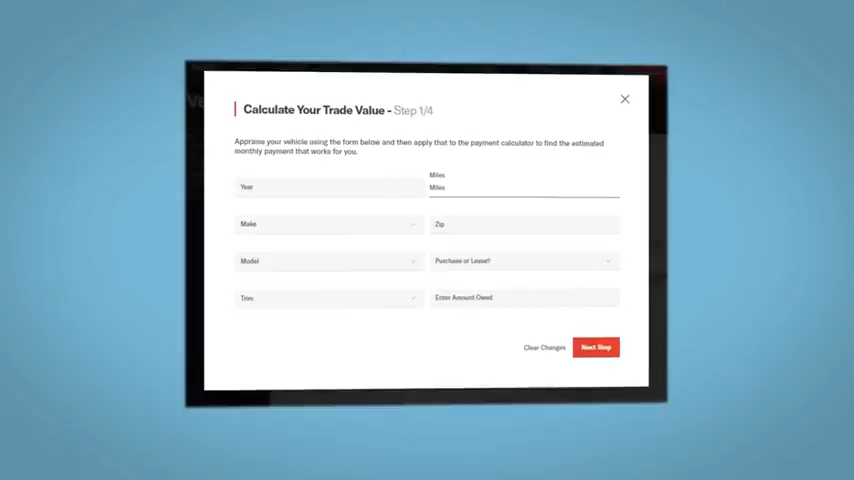 Calculate Your Trade Value - Step 1/4
Appraise your vehicle using the form below and then apply that to the payment calculator to find the estimated
monthly payment that works for you.
Miles
Year
Miles
Make
Zip
Model
Purchase or Lease?
Trim
Enter Amount Owed
Clear Changes
Next Step